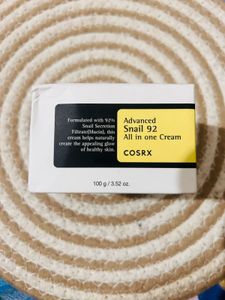 Formulated with 92%
Snail Secretion
Filtrate(Mucin), this
cream helps naturally
create the appealing glow
of healthy skin.
Advanced
Snail 92
All in one Cream
COSRX
100 g / 3.52 oz.